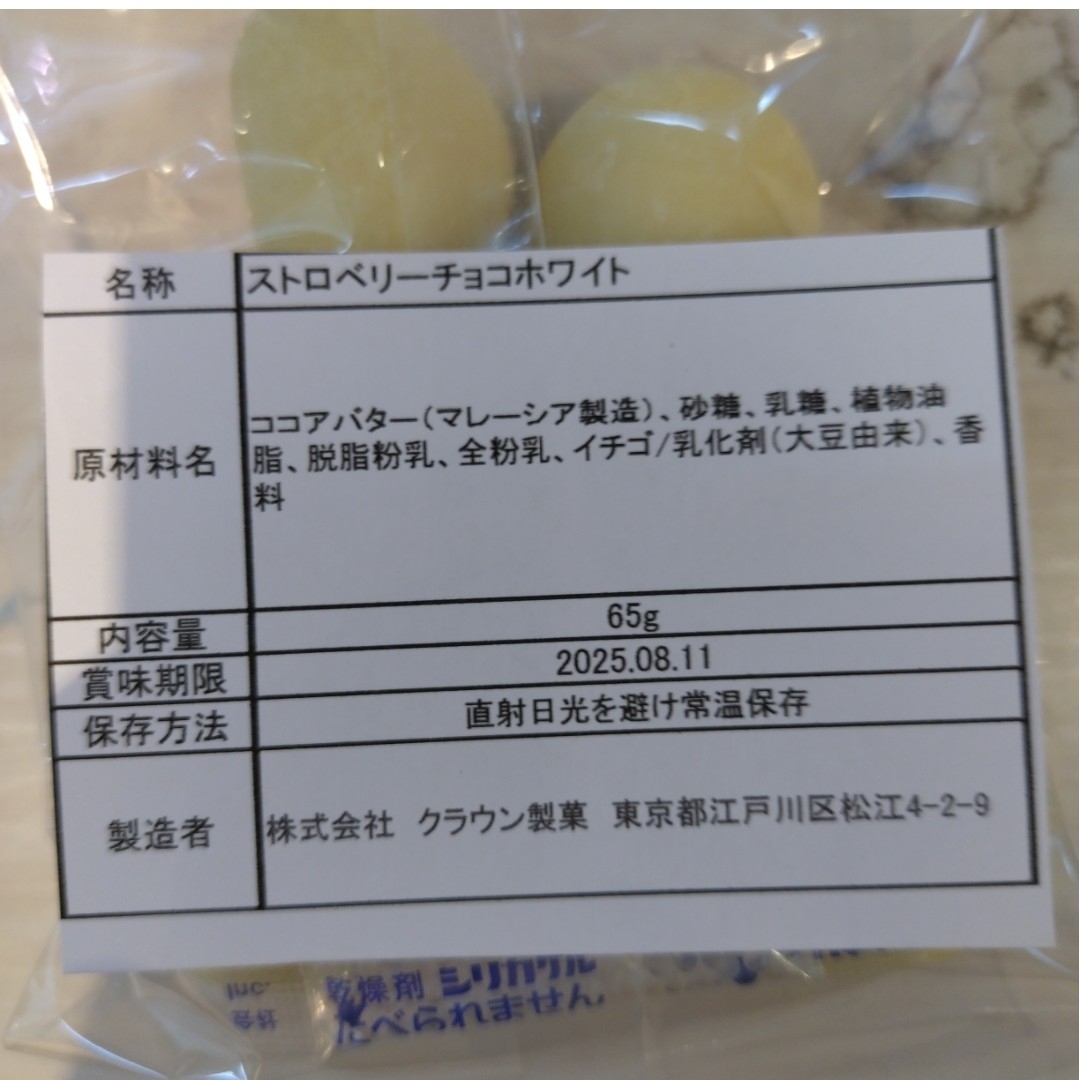 名称 ストロベリーチョコホワイト
原材料名 ココアバター(マレーシア製造)、砂糖、乳糖、植物油
脂、脱脂粉乳、全粉乳、イチゴ/乳化剤(大豆由来)、香
料
内容量 65g
賞味期限 2025.08.11
保存方法 直射日光を避け常温保存
製造者 株式会社 クラウン製菓 東京都江戸川区松江4-2-9
Inc. 乾燥剤 シリカゲル
たべられません